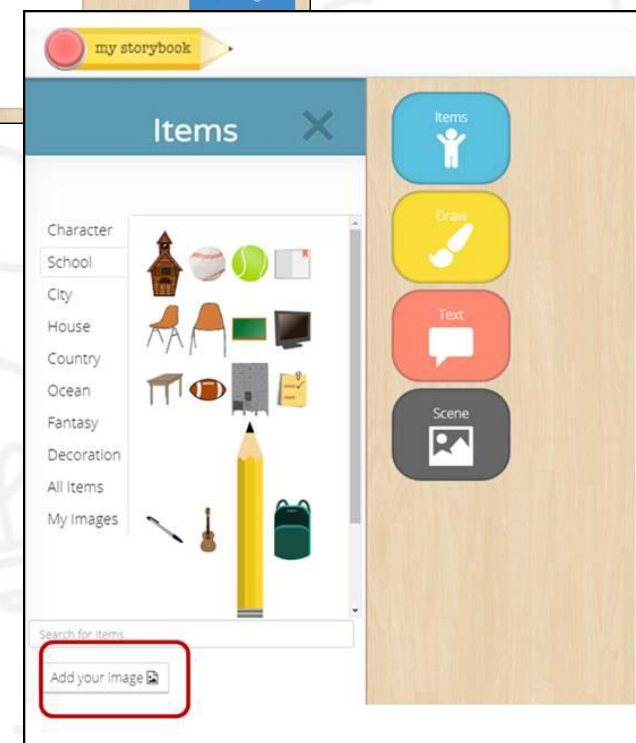 my storybook
Items
Character
School
City
House
Country
Ocean
Fantasy
Decoration
All Items
My Images
Search for Items
Add your image
Items
Draw
Text
Scene